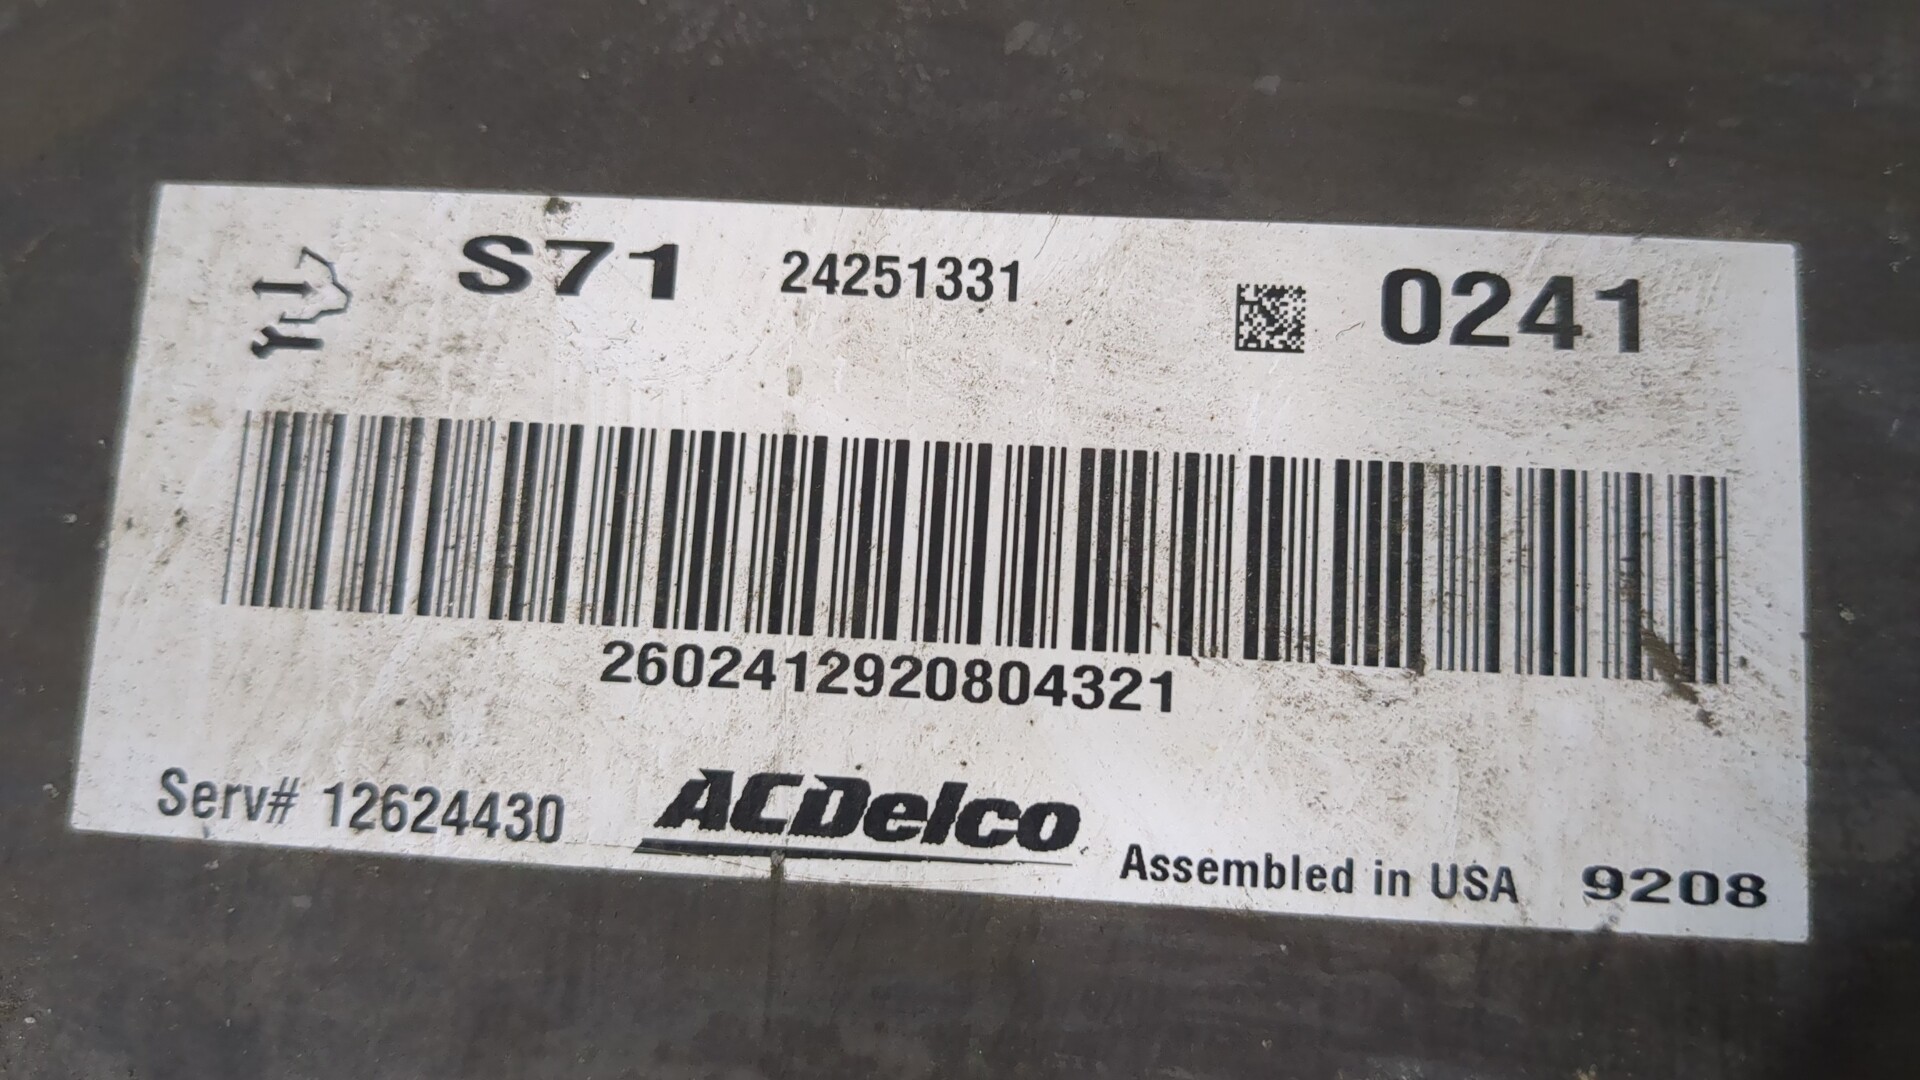 S71 24251331 0241
2602412920804321
Serv# 12624430 ACDelco Assembled in USA 9208